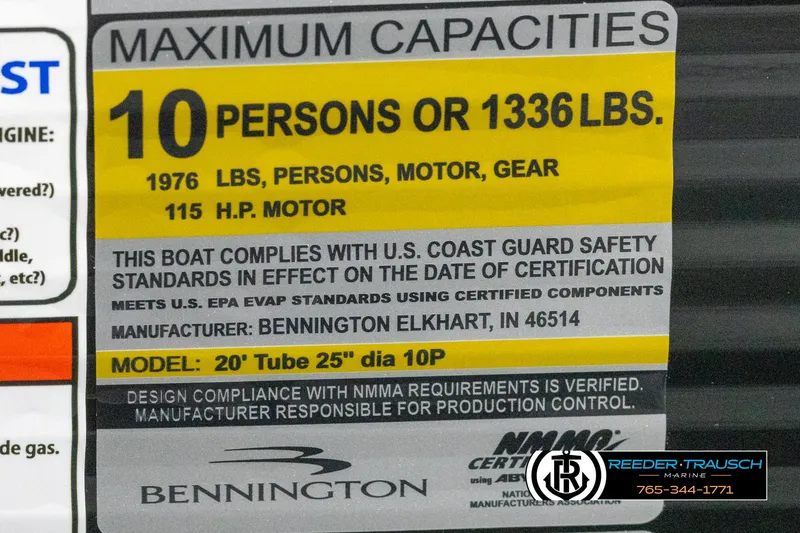 MAXIMUM CAPACITIES
10 PERSONS OR 1336 LBS.
1976 LBS, PERSONS, MOTOR, GEAR
115 H.P. MOTOR
THIS BOAT COMPLIES WITH U.S. COAST GUARD SAFETY
STANDARDS IN EFFECT ON THE DATE OF CERTIFICATION
MEETS U.S. EPA EVAP STANDARDS USING CERTIFIED COMPONENTS
MANUFACTURER: BENNINGTON ELKHART, IN 46514
MODEL: 20' Tube 25" dia 10P
DESIGN COMPLIANCE WITH NMMA REQUIREMENTS IS VERIFIED.
MANUFACTURER RESPONSIBLE FOR PRODUCTION CONTROL.
BENNINGTON
NMMA
using
MANUFACTURERS ASSOCIATION
ST
GINE:
wered?)
c?)
ddle,
, etc?)
de gas.
REEDER-TRAUSCH
MARINE
765-344-1771